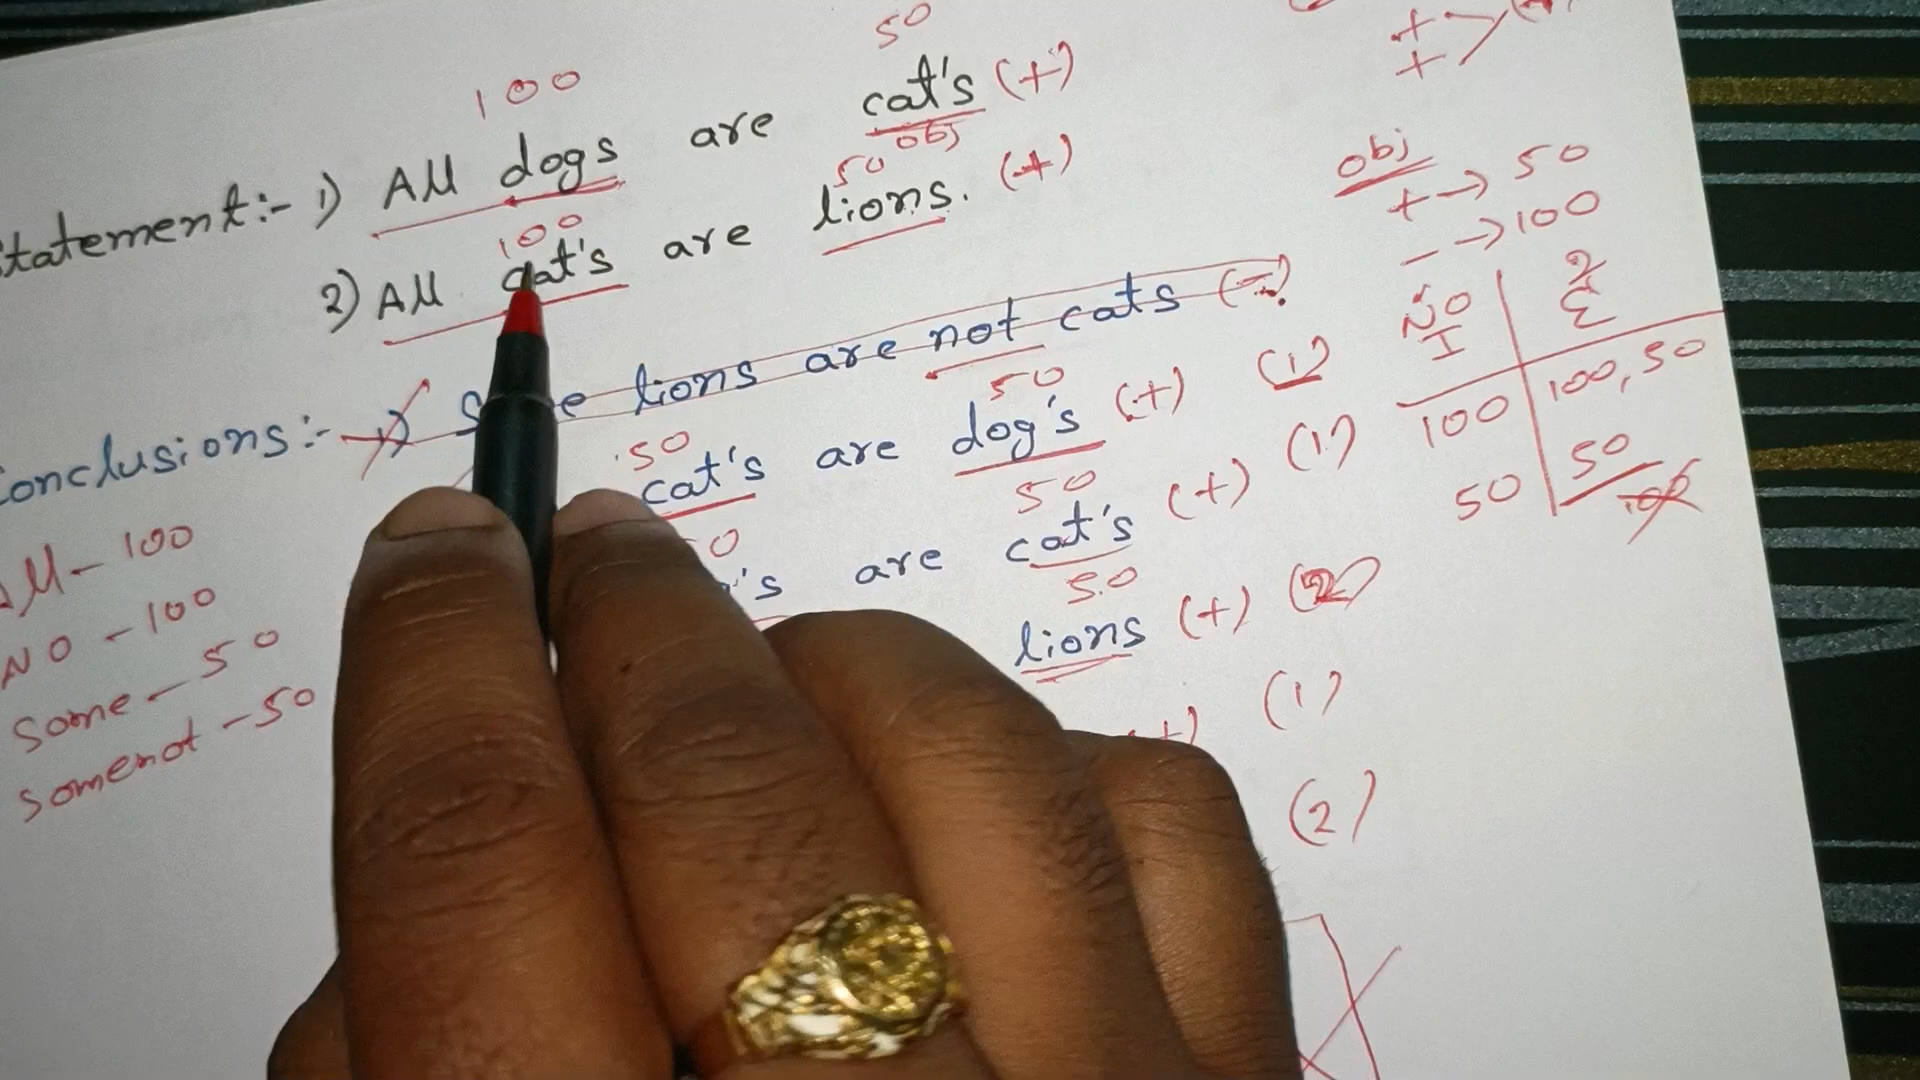 50
100
Statement:- 1) All dogs are cat's (+)
obj
100 50
2) All cat's are lions. (+)
Conclusions:- 1) Some lions are not cats (-)
50 50
cat's are dog's (+) (1)
50
's are cat's (+) (1)
50
lions (+) (2)
(1)
(2)
All - 100
NO - 100
Some - 50
Somenot - 50
+
+
obj
+ → 50
- → 100
NO
I
100 100, 50
50 50